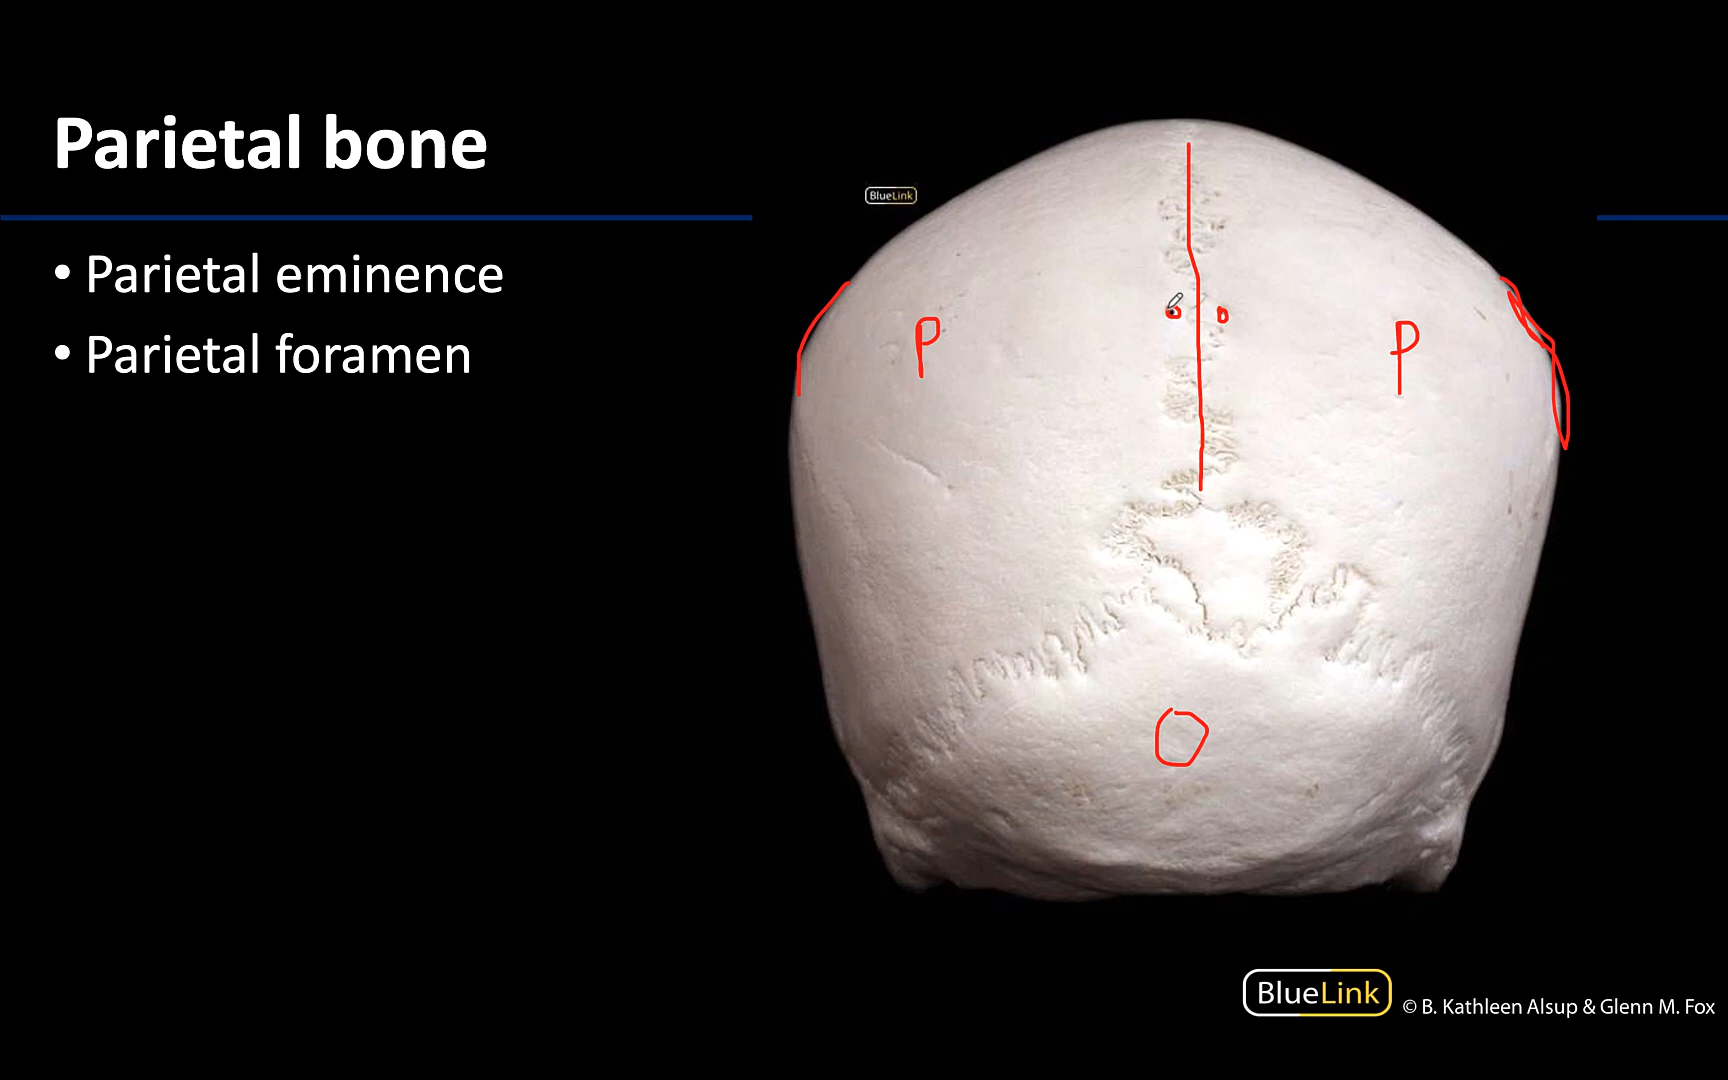 Parietal bone
BlueLink
• Parietal eminence
• Parietal foramen
P
P
O
BlueLink
© B. Kathleen Alsup & Glenn M. Fox